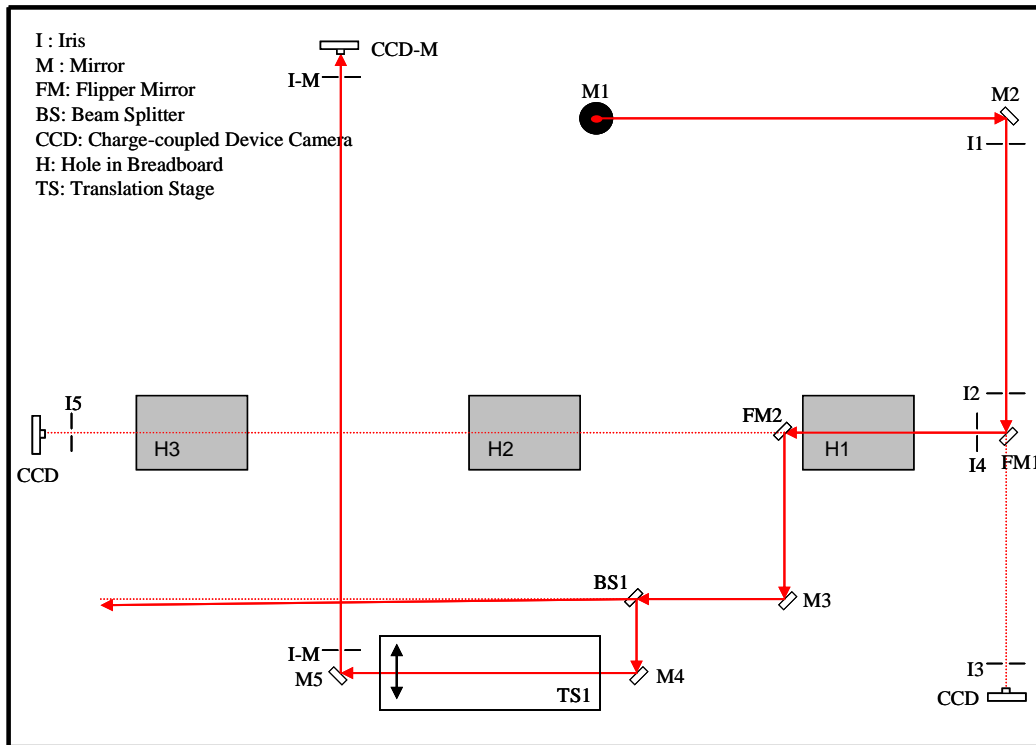 I : Iris
M : Mirror
FM: Flipper Mirror
BS: Beam Splitter
CCD: Charge-coupled Device Camera
H: Hole in Breadboard
TS: Translation Stage
CCD-M
I-M
M1
M2
I1
I2
I5
FM2
H3
H2
H1
I4
FM1
CCD
BS1
M3
I-M
M5
TS1
M4
I3
CCD